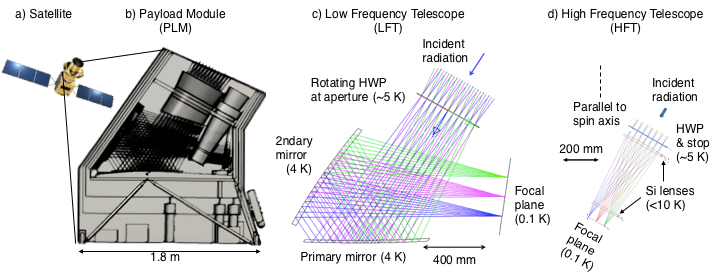 a) Satellite
b) Payload Module
(PLM)
1.8 m
c) Low Frequency Telescope
(LFT)
Incident
radiation
Rotating HWP
at aperture (~5 K)
2ndary
mirror
(4 K)
Focal
plane
(0.1 K)
Primary mirror (4 K)
400 mm
d) High Frequency Telescope
(HFT)
Incident
radiation
Parallel to
spin axis
HWP
& stop
(~5 K)
200 mm
Si lenses
(<10 K)
Focal
plane
(0.1 K)